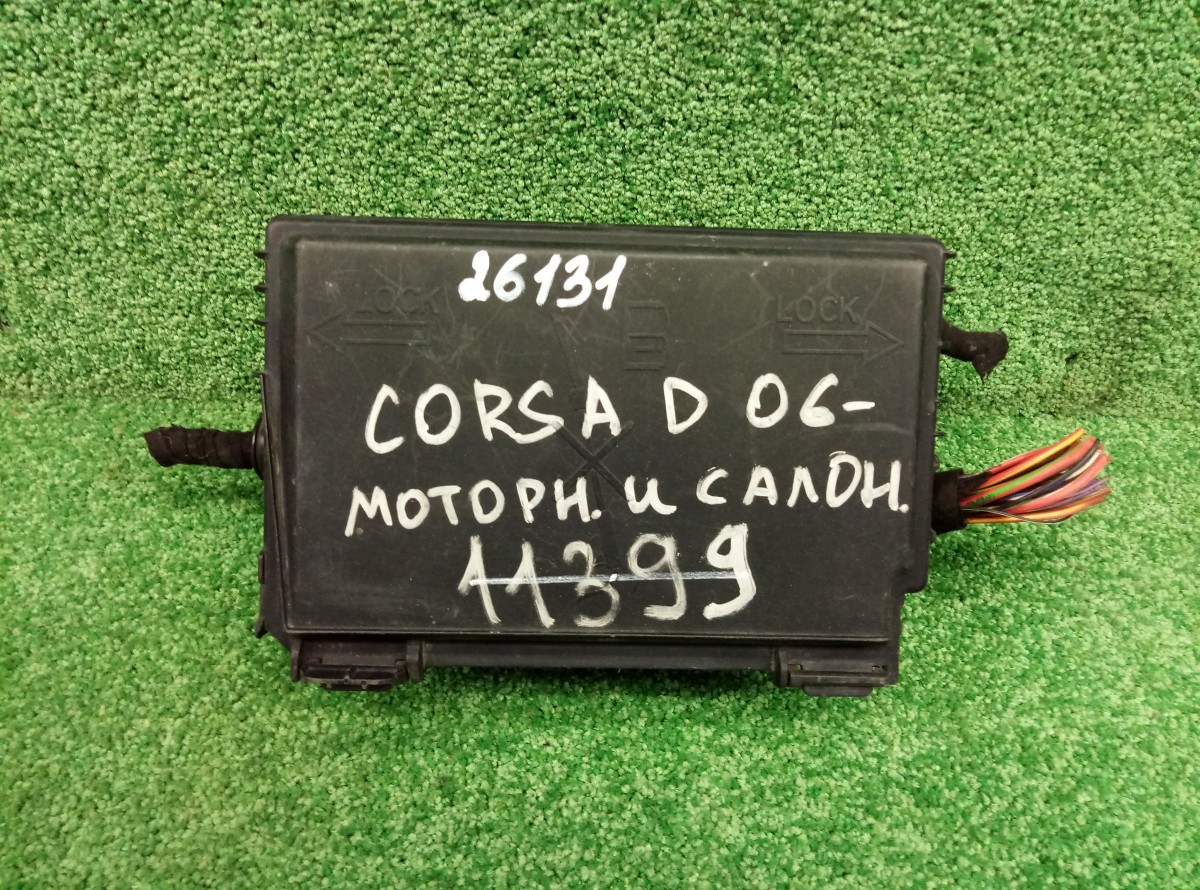 26131
LOCK LOCK
CORSA D 06-
МОТОРН. И САЛОН.
11399